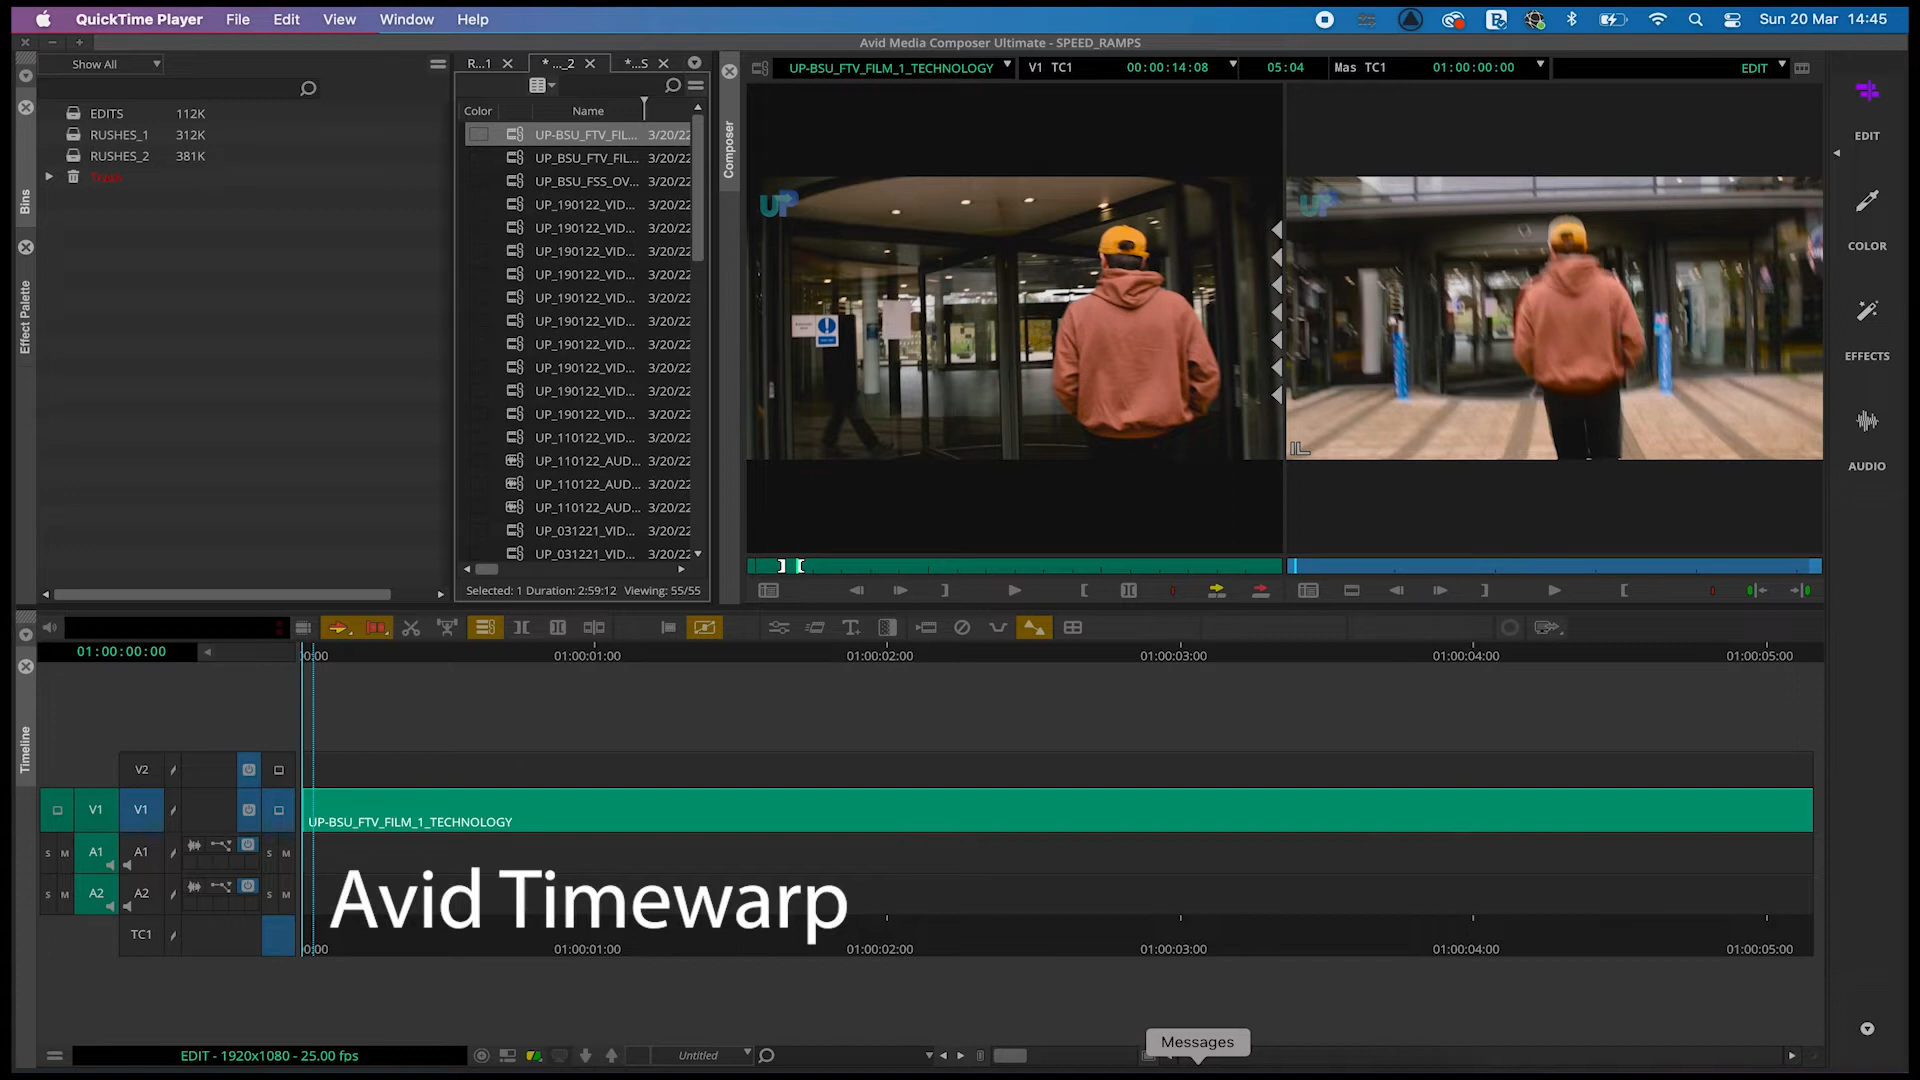 QuickTime Player File Edit View Window Help Sun 20 Mar 14:45
Avid Media Composer Ultimate - SPEED_RAMPS
Show All
EDITS 112K
RUSHES_1 312K
RUSHES_2 381K
Trash
Bins
Effect Palette
R...1 * ..._2 *...S
Color Name
UP-BSU_FTV_FIL... 3/20/22
UP_BSU_FTV_FIL... 3/20/22
UP_BSU_FSS_OV... 3/20/22
UP_190122_VID... 3/20/22
UP_190122_VID... 3/20/22
UP_190122_VID... 3/20/22
UP_190122_VID... 3/20/22
UP_190122_VID... 3/20/22
UP_190122_VID... 3/20/22
UP_190122_VID... 3/20/22
UP_190122_VID... 3/20/22
UP_190122_VID... 3/20/22
UP_190122_VID... 3/20/22
UP_110122_VID... 3/20/22
UP_110122_AUD... 3/20/22
UP_110122_AUD... 3/20/22
UP_110122_AUD... 3/20/22
UP_031221_VID... 3/20/22
UP_031221_VID... 3/20/22
Selected: 1 Duration: 2:59:12 Viewing: 55/55
Composer
UP-BSU_FTV_FILM_1_TECHNOLOGY V1 TC1 00:00:14:08 05:04 Mas TC1 01:00:00:00 EDIT
UP
UP
EDIT
COLOR
EFFECTS
AUDIO
01:00:00:00
00:00 01:00:01:00 01:00:02:00 01:00:03:00 01:00:04:00 01:00:05:00
Timeline
V2
V1 V1
UP-BSU_FTV_FILM_1_TECHNOLOGY
S M A1 A1 S M
S M A2 A2 S M
TC1
Avid Timewarp
00:00 01:00:01:00 01:00:02:00 01:00:03:00 01:00:04:00 01:00:05:00
Messages
EDIT - 1920x1080 - 25.00 fps Untitled